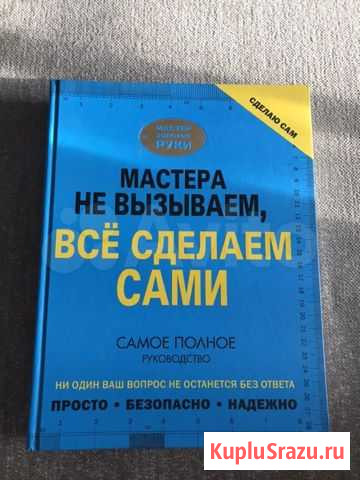 СДЕЛАЮ САМ
МАСТЕР
ЗОЛОТЫЕ
РУКИ
МАСТЕРА
НЕ ВЫЗЫВАЕМ,
ВСЁ СДЕЛАЕМ
САМИ
Avito
САМОЕ ПОЛНОЕ
РУКОВОДСТВО
НИ ОДИН ВАШ ВОПРОС НЕ ОСТАНЕТСЯ БЕЗ ОТВЕТА
ПРОСТО • БЕЗОПАСНО • НАДЕЖНО
KupluSrazu.ru